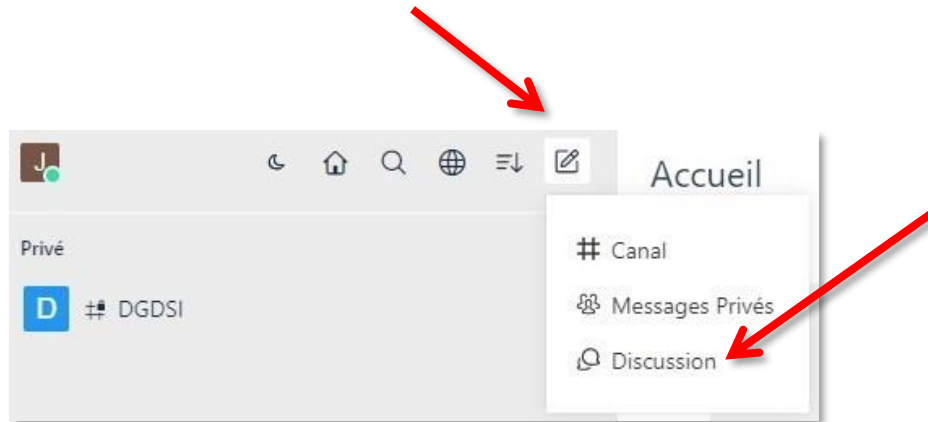 J
Accueil
Privé
Canal
D DGDSI
Messages Privés
Discussion